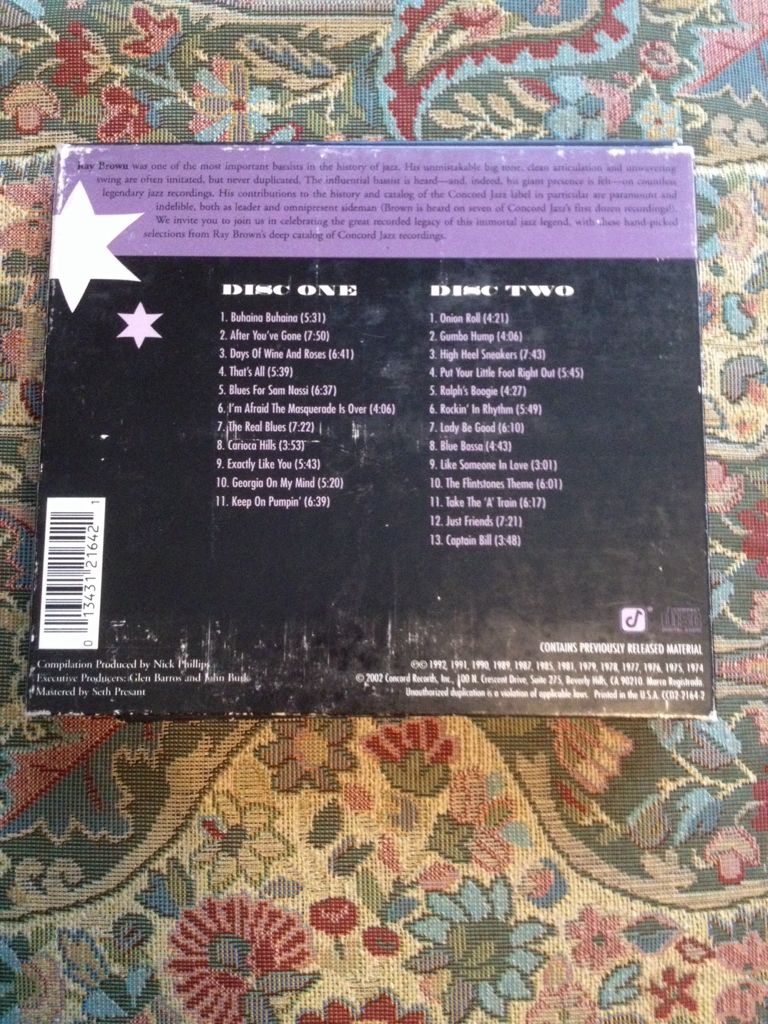 Ray Brown was one of the most important bassists in the history of jazz. His unmistakable big tone, clean articulation and unwavering
swing are often imitated, but never duplicated. The influential bassist is heard—and, indeed, his giant presence is felt—on countless
legendary jazz recordings. His contributions to the history and catalog of the Concord Jazz label in particular are paramount and
indelible, both as leader and omnipresent sideman (Brown is heard on seven of Concord Jazz's first dozen recordings!).
We invite you to join us in celebrating the great recorded legacy of this immortal jazz legend, with these hand-picked
selections from Ray Brown's deep catalog of Concord Jazz recordings.
DISC ONE
1. Buhaina Buhaina (5:31)
2. After You've Gone (7:50)
3. Days Of Wine And Roses (6:41)
4. That's All (5:39)
5. Blues For Sam Nassi (6:37)
6. I'm Afraid The Masquerade Is Over (4:06)
7. The Real Blues (7:22)
8. Carioca Hills (3:53)
9. Exactly Like You (5:43)
10. Georgia On My Mind (5:20)
11. Keep On Pumpin' (6:39)
DISC TWO
1. Onion Roll (4:21)
2. Gumbo Hump (4:06)
3. High Heel Sneakers (7:43)
4. Put Your Little Foot Right Out (5:45)
5. Ralph's Boogie (4:27)
6. Rockin' In Rhythm (5:49)
7. Lady Be Good (6:10)
8. Blue Bossa (4:43)
9. Like Someone In Love (3:01)
10. The Flintstones Theme (6:01)
11. Take The 'A' Train (6:17)
12. Just Friends (7:21)
13. Captain Bill (3:48)
0 13431 21642 1
Compilation Produced by Nick Phillips
Executive Producers: Glen Barros and John Burk
Mastered by Seth Presant
CONTAINS PREVIOUSLY RELEASED MATERIAL
℗© 1992, 1991, 1990, 1989, 1987, 1985, 1981, 1979, 1978, 1977, 1976, 1975, 1974
© 2002 Concord Records, Inc., 100 N. Crescent Drive, Suite 275, Beverly Hills, CA 90210 Marca Registrada.
Unauthorized duplication is a violation of applicable laws. Printed in the U.S.A. CCD2-2164-2